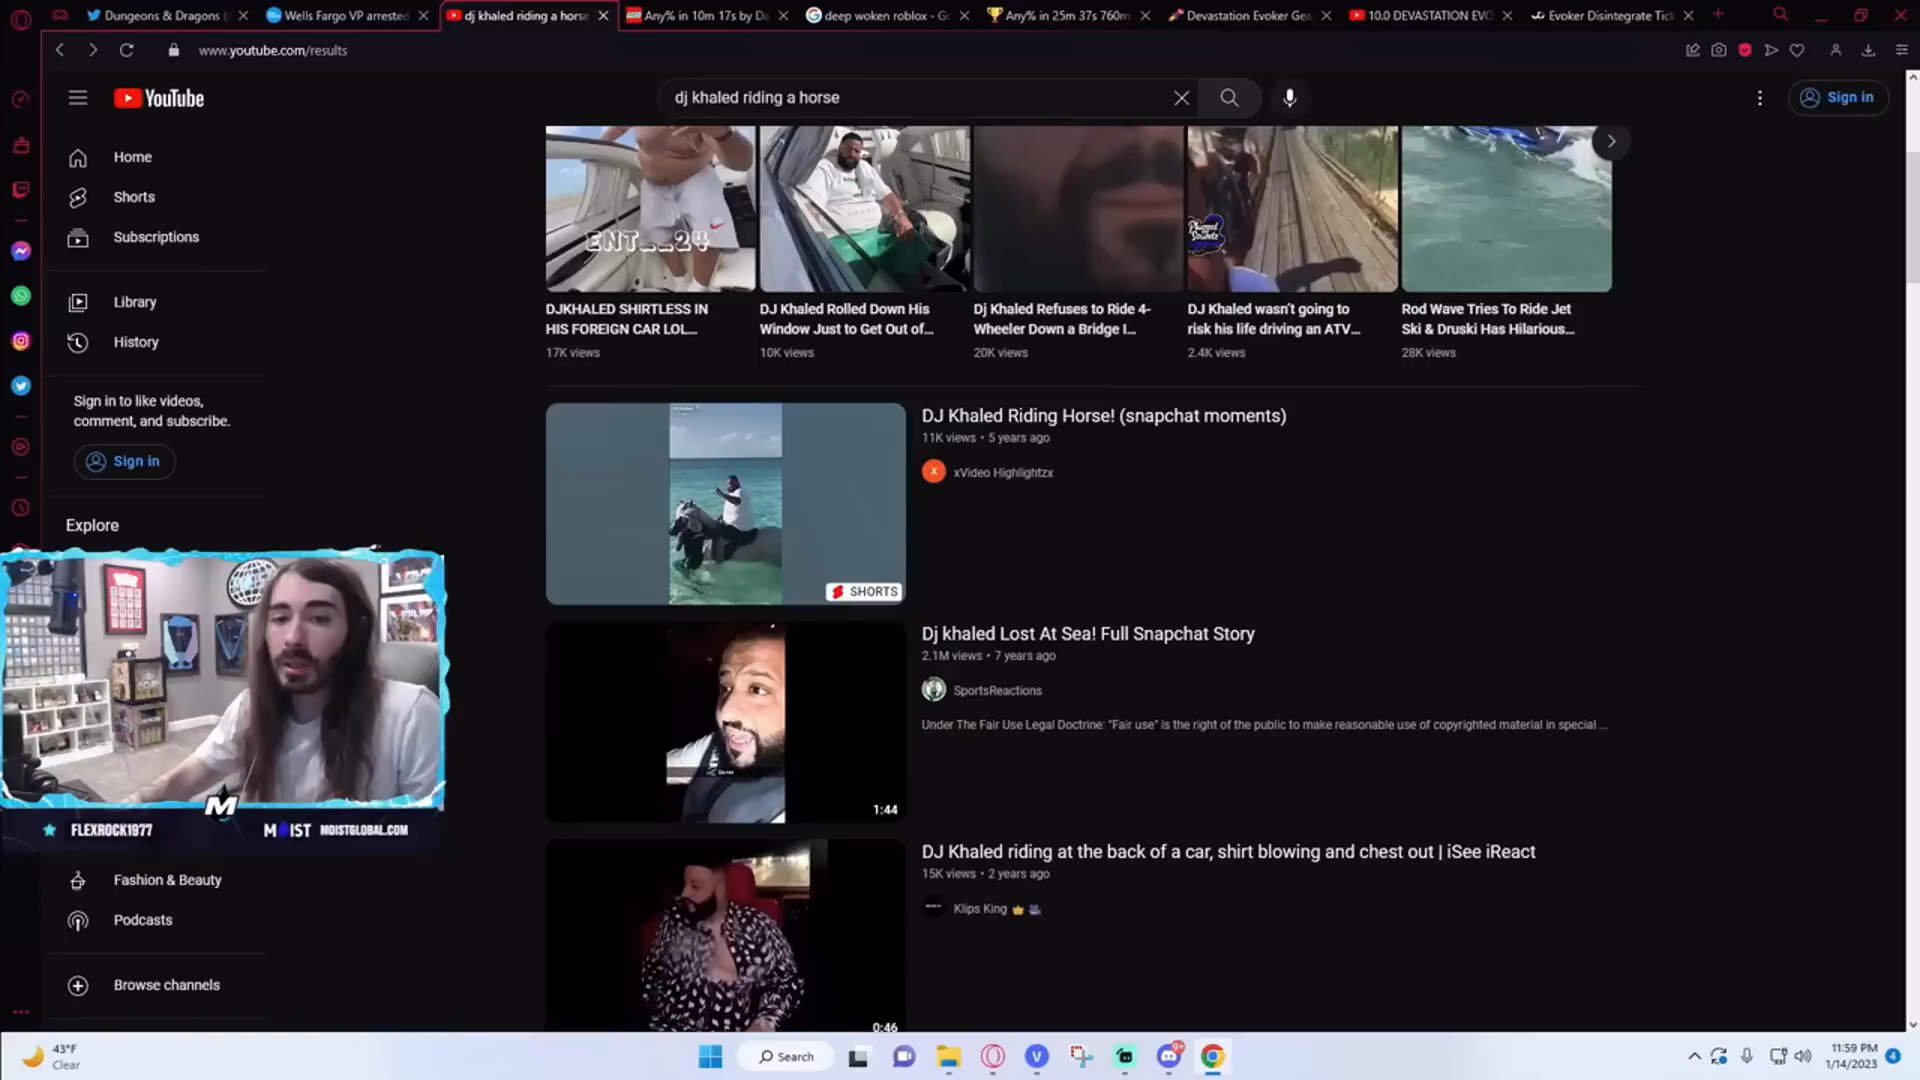 Dungeons & Dragons (
Wells Fargo VP arrested
dj khaled riding a horse
Any% in 10m 17s by Da
deep woken roblox - Go
Any% in 25m 37s 760m
Devastation Evoker Gea
10.0 DEVASTATION EVO
Evoker Disintegrate Tick
www.youtube.com/results
YouTube
dj khaled riding a horse
Sign in
Home
Shorts
Subscriptions
Library
History
Sign in to like videos,
comment, and subscribe.
Sign in
Explore
ENT__24
Plugged
Soundz
DJKHALED SHIRTLESS IN
HIS FOREIGN CAR LOL...
17K views
DJ Khaled Rolled Down His
Window Just to Get Out of...
10K views
Dj Khaled Refuses to Ride 4-
Wheeler Down a Bridge I...
20K views
DJ Khaled wasn't going to
risk his life driving an ATV...
2.4K views
Rod Wave Tries To Ride Jet
Ski & Druski Has Hilarious...
28K views
SHORTS
DJ Khaled Riding Horse! (snapchat moments)
11K views • 5 years ago
X
xVideo Highlightzx
1:44
Dj khaled Lost At Sea! Full Snapchat Story
2.1M views • 7 years ago
SportsReactions
Under The Fair Use Legal Doctrine: "Fair use" is the right of the public to make reasonable use of copyrighted material in special ...
0:46
DJ Khaled riding at the back of a car, shirt blowing and chest out | iSee iReact
15K views • 2 years ago
Klips King
M
FLEXROCK1977
MOIST
MOISTGLOBAL.COM
Fashion & Beauty
Podcasts
Browse channels
43°F
Clear
Search
V
9+
11:59 PM
1/14/2023
4